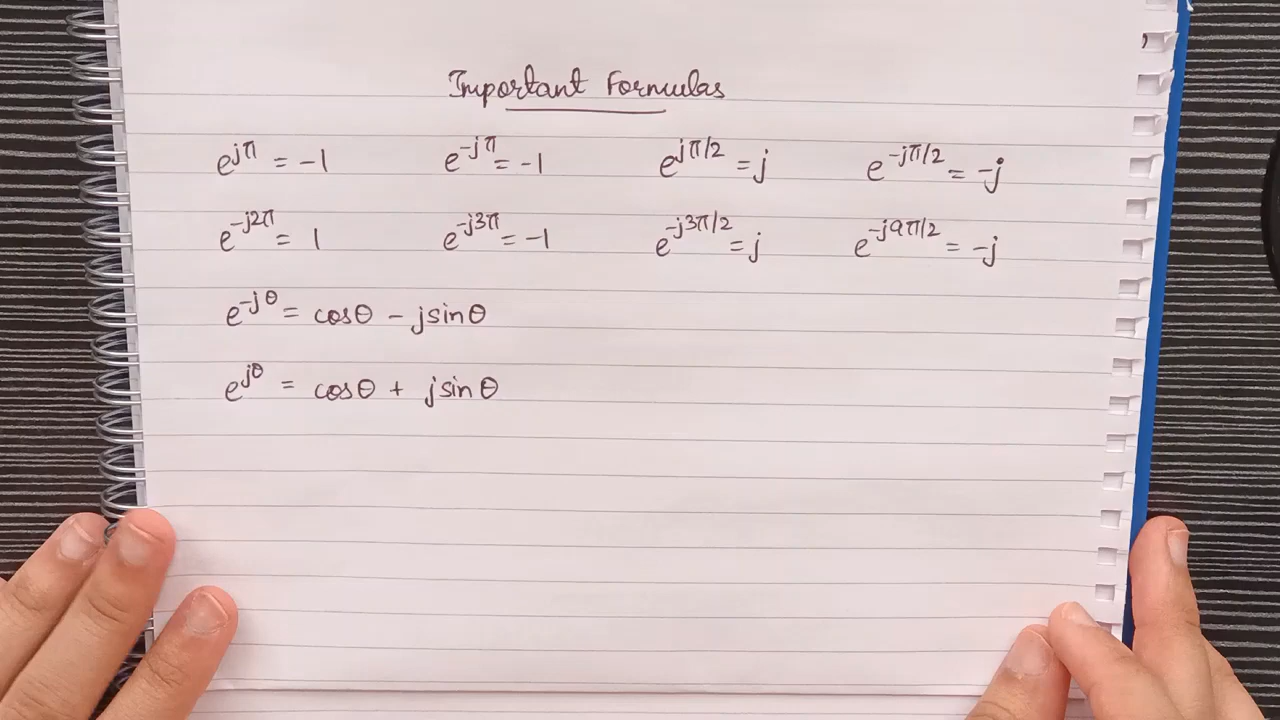 Important Formulas
e^{jπ} = -1 e^{-jπ} = -1 e^{jπ/2} = j e^{-jπ/2} = -j
e^{-j2π} = 1 e^{-j3π} = -1 e^{-j3π/2} = j e^{-j9π/2} = -j
e^{-jθ} = cosθ - jsinθ
e^{jθ} = cosθ + jsinθ